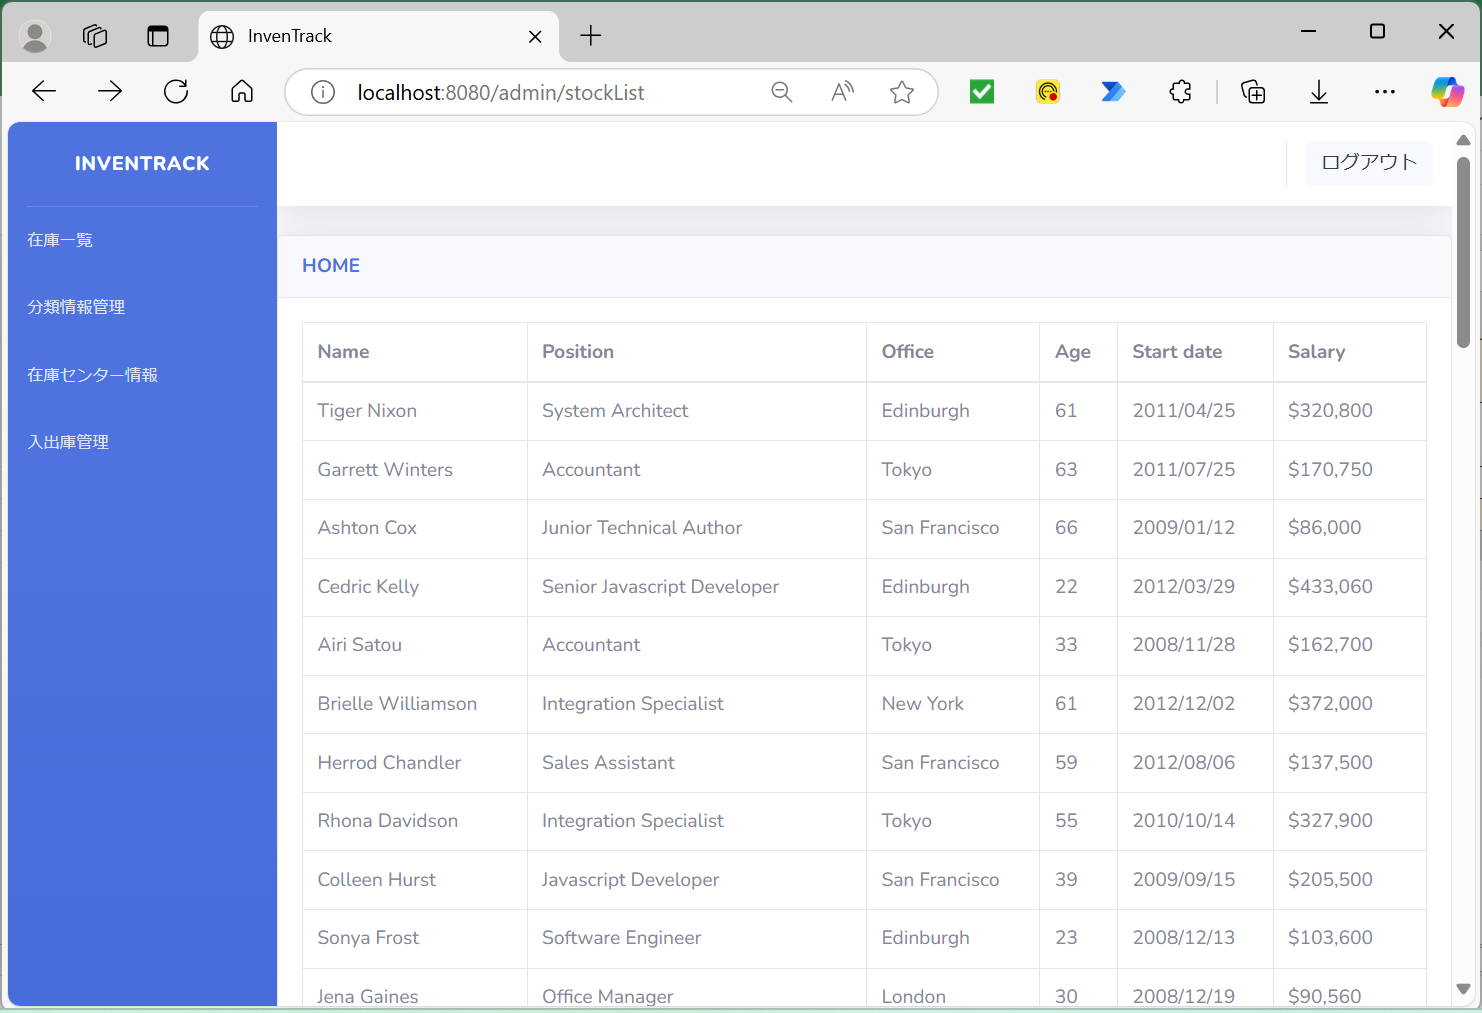 InvenTrack
localhost:8080/admin/stockList
INVENTRACK
ログアウト
在庫一覧
分類情報管理
在庫センター情報
入出庫管理
HOME
Name Position Office Age Start date Salary
Tiger Nixon System Architect Edinburgh 61 2011/04/25 $320,800
Garrett Winters Accountant Tokyo 63 2011/07/25 $170,750
Ashton Cox Junior Technical Author San Francisco 66 2009/01/12 $86,000
Cedric Kelly Senior Javascript Developer Edinburgh 22 2012/03/29 $433,060
Airi Satou Accountant Tokyo 33 2008/11/28 $162,700
Brielle Williamson Integration Specialist New York 61 2012/12/02 $372,000
Herrod Chandler Sales Assistant San Francisco 59 2012/08/06 $137,500
Rhona Davidson Integration Specialist Tokyo 55 2010/10/14 $327,900
Colleen Hurst Javascript Developer San Francisco 39 2009/09/15 $205,500
Sonya Frost Software Engineer Edinburgh 23 2008/12/13 $103,600
Jena Gaines Office Manager London 30 2008/12/19 $90,560